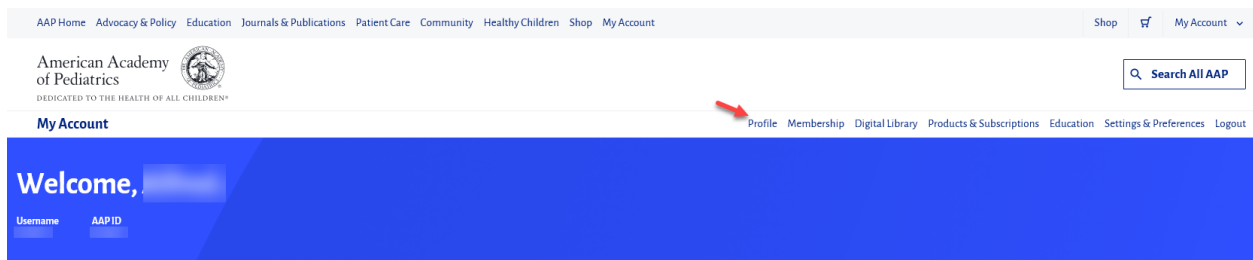 AAP Home Advocacy & Policy Education Journals & Publications Patient Care Community Healthy Children Shop My Account Shop My Account
American Academy
of Pediatrics
DEDICATED TO THE HEALTH OF ALL CHILDREN®
Search All AAP
My Account Profile Membership Digital Library Products & Subscriptions Education Settings & Preferences Logout
Welcome,
Username AAP ID